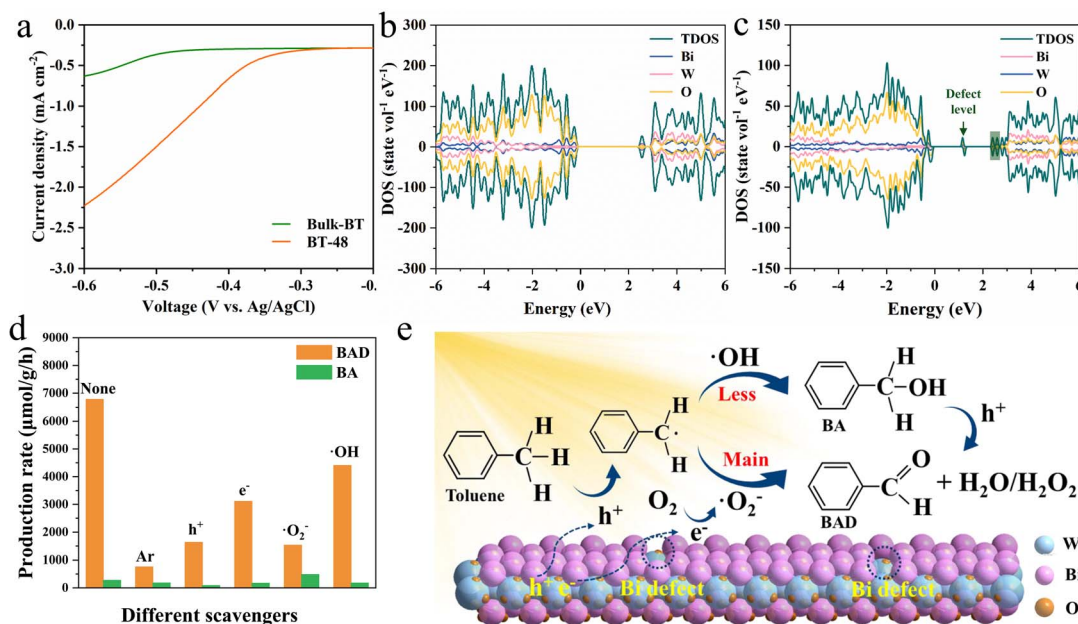 a
0.0
-0.5
-1.0
-1.5
-2.0
-2.5
-3.0
Current density (mA cm⁻²)
Bulk-BT
BT-48
-0.6
-0.5
-0.4
-0.3
-0.
Voltage (V vs. Ag/AgCl)
b
300
200
100
0
-100
-200
-300
DOS (state vol⁻¹ eV⁻¹)
TDOS
Bi
W
O
-6
-4
-2
0
2
4
6
Energy (eV)
c
150
100
50
0
-50
-100
-150
DOS (state vol⁻¹ eV⁻¹)
TDOS
Bi
W
O
Defect
level
-6
-4
-2
0
2
4
6
Energy (eV)
d
9000
8000
7000
6000
5000
4000
3000
2000
1000
0
Production rate (μmol/g/h)
BAD
BA
None
Ar
h⁺
e⁻
·O₂⁻
·OH
Different scavengers
e
·OH
Less
H
OH
C
H
BA
h⁺
H
C
H
H
Toluene
H
C·
H
Main
O
C
H
BAD
+ H₂O/H₂O₂
O₂
·O₂⁻
h⁺
e⁻
h⁺ e⁻
Bi defect
Bi defect
W
Bi
O